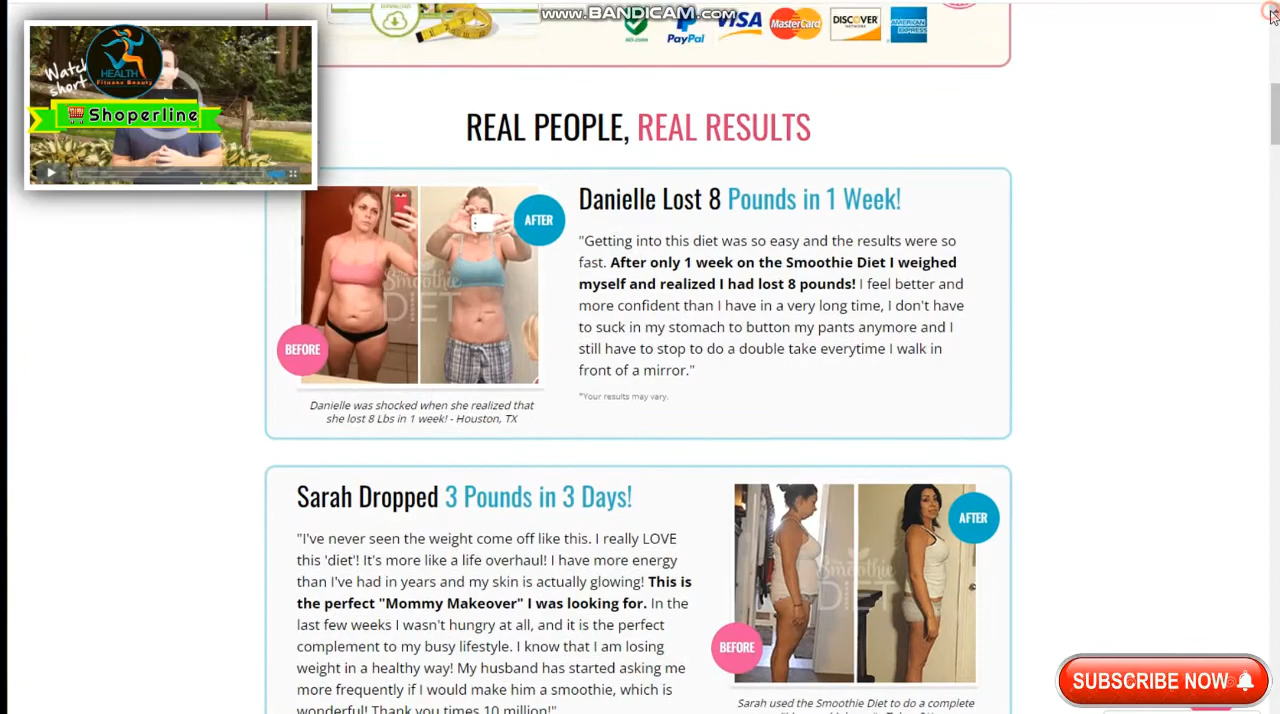 www.BANDICAM.com
PayPal
VISA
MasterCard
DISCOVER
AMERICAN
EXPRESS
Watch
short
HEALTH
Fitness Beauty
Shoperline
REAL PEOPLE, REAL RESULTS
BEFORE
AFTER
Smoothie
DIET
Danielle was shocked when she realized that
she lost 8 Lbs in 1 week! - Houston, TX
Danielle Lost 8 Pounds in 1 Week!
"Getting into this diet was so easy and the results were so
fast. After only 1 week on the Smoothie Diet I weighed
myself and realized I had lost 8 pounds! I feel better and
more confident than I have in a very long time, I don't have
to suck in my stomach to button my pants anymore and I
still have to stop to do a double take everytime I walk in
front of a mirror."
*Your results may vary.
Sarah Dropped 3 Pounds in 3 Days!
"I've never seen the weight come off like this. I really LOVE
this 'diet'! It's more like a life overhaul! I have more energy
than I've had in years and my skin is actually glowing! This is
the perfect "Mommy Makeover" I was looking for. In the
last few weeks I wasn't hungry at all, and it is the perfect
complement to my busy lifestyle. I know that I am losing
weight in a healthy way! My husband has started asking me
more frequently if I would make him a smoothie, which is
wonderful! Thank you times 10 million!"
BEFORE
AFTER
Smoothie
DIET
Sarah used the Smoothie Diet to do a complete
SUBSCRIBE NOW